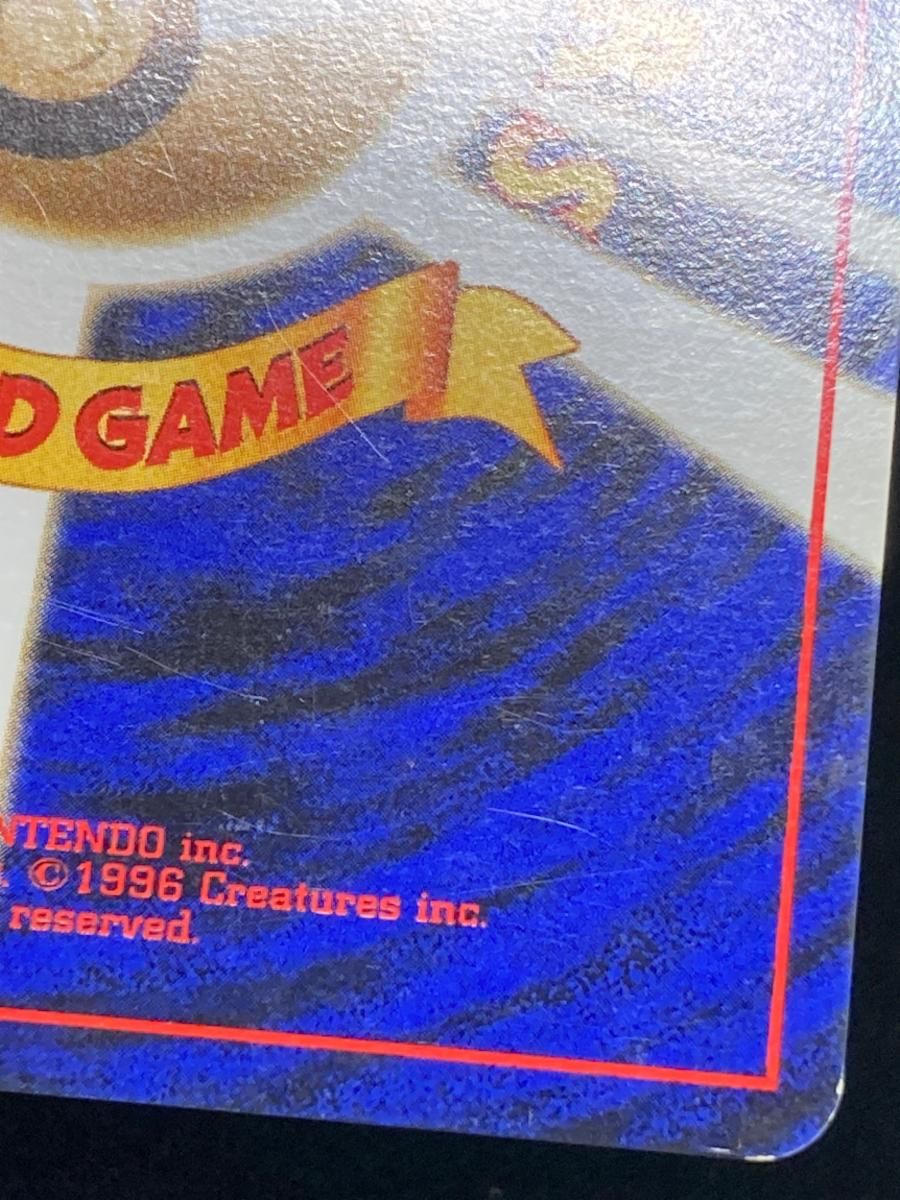 S
D GAME
NTENDO inc.
. ©1996 Creatures inc.
reserved.